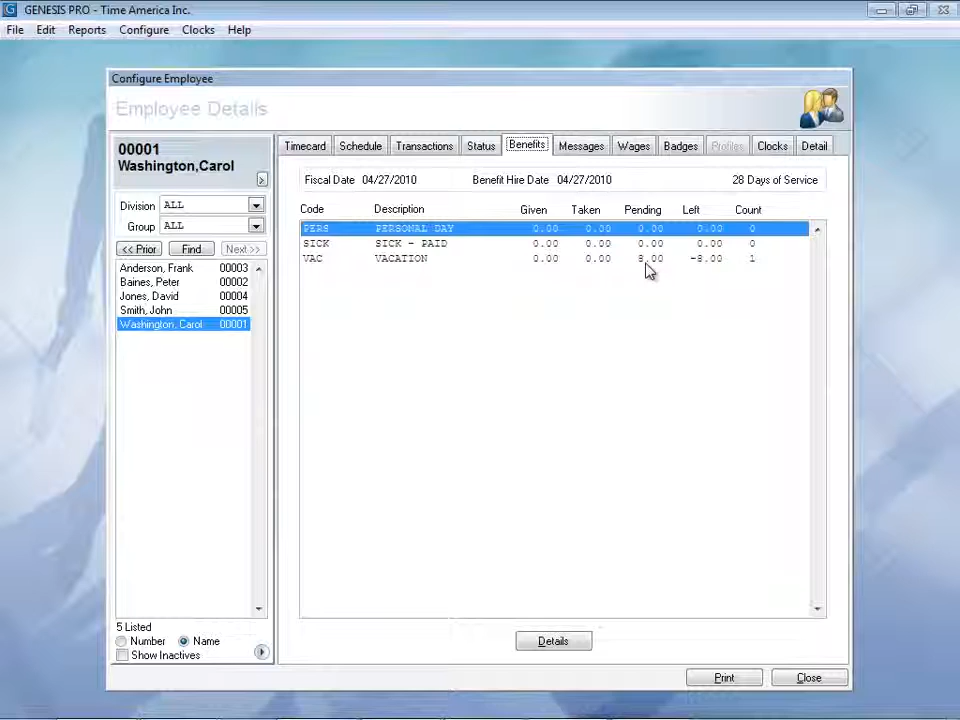 GENESIS PRO - Time America Inc.
File Edit Reports Configure Clocks Help
Configure Employee
Employee Details
00001
Washington,Carol
>
Division ALL
Group ALL
<< Prior Find Next >>
Anderson, Frank 00003
Baines, Peter 00002
Jones, David 00004
Smith, John 00005
Washington, Carol 00001
5 Listed
Number Name
Show Inactives
Timecard Schedule Transactions Status Benefits Messages Wages Badges Profiles Clocks Detail
Fiscal Date 04/27/2010 Benefit Hire Date 04/27/2010 28 Days of Service
Code Description Given Taken Pending Left Count
PERS PERSONAL DAY 0.00 0.00 0.00 0.00 0
SICK SICK - PAID 0.00 0.00 0.00 0.00 0
VAC VACATION 0.00 0.00 8.00 -8.00 1
Details
Print Close